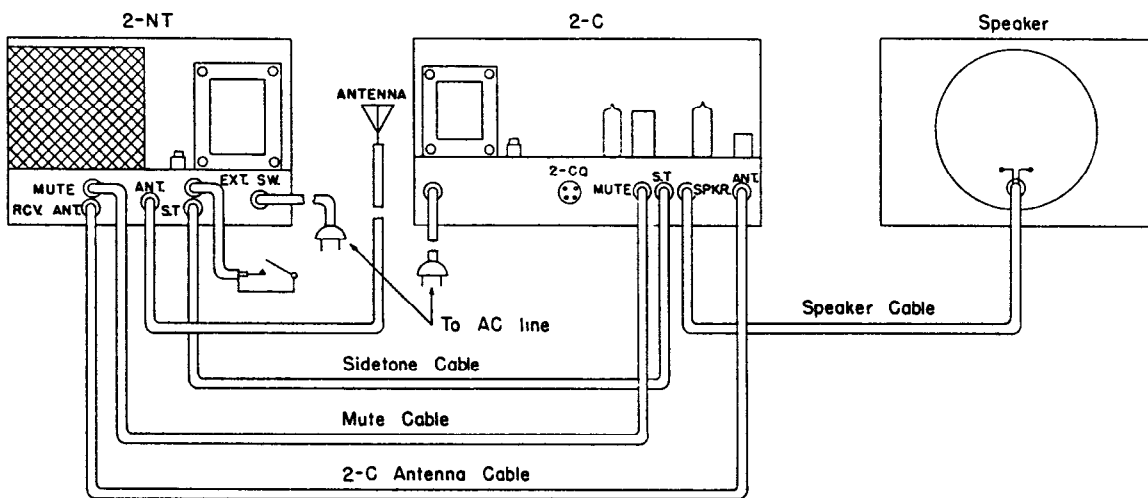 2-NT
2-C
Speaker
ANTENNA
MUTE
ANT.
EXT. SW.
RCV. ANT.
S.T
2-CQ
MUTE
S.T
SPKR.
ANT.
To AC line
Speaker Cable
Sidetone Cable
Mute Cable
2-C Antenna Cable